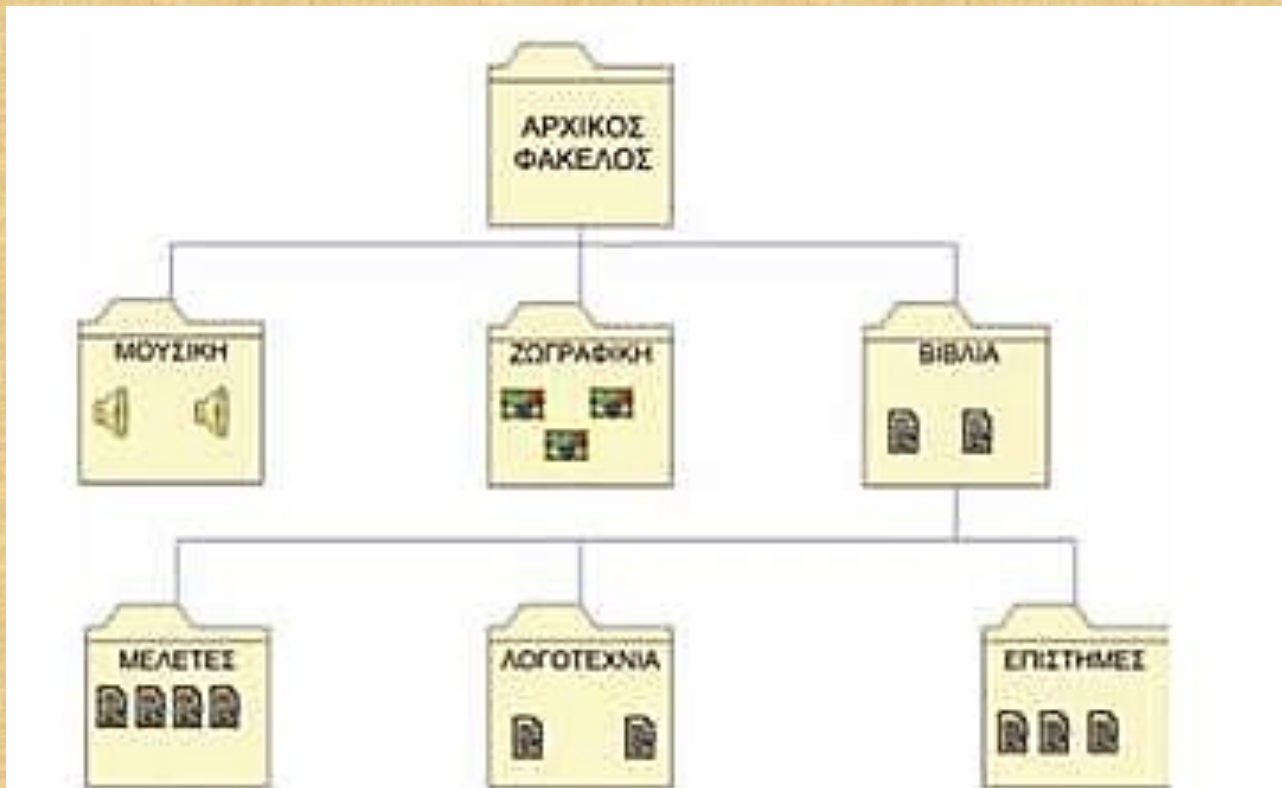 ΑΡΧΙΚΟΣ
ΦΑΚΕΛΟΣ
ΜΟΥΣΙΚΗ
ΖΩΓΡΑΦΙΚΗ
ΒΙΒΛΙΑ
ΜΕΛΕΤΕΣ
ΛΟΓΟΤΕΧΝΙΑ
ΕΠΙΣΤΗΜΕΣ